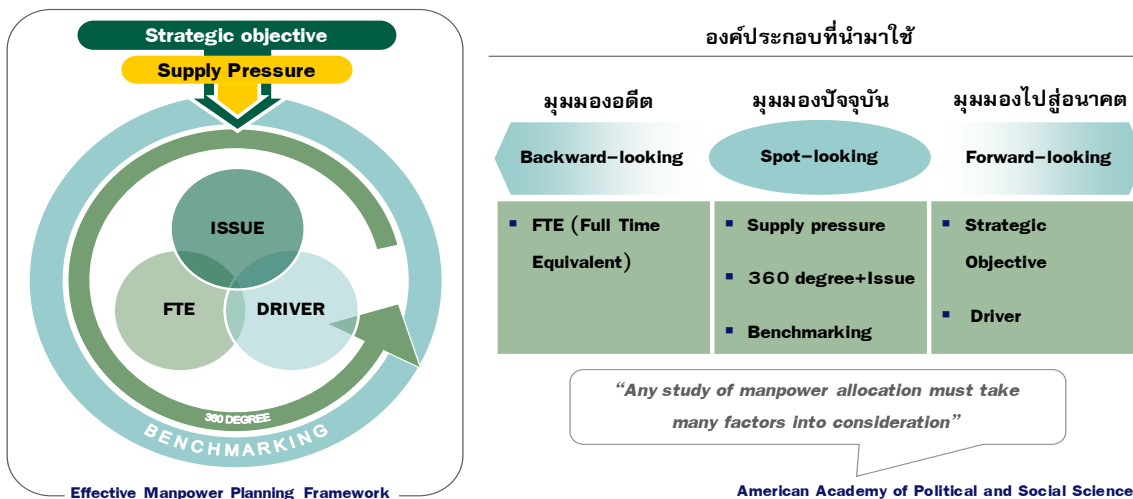 Strategic objective
Supply Pressure
ISSUE
FTE
DRIVER
360 DEGREE
BENCHMARKING
Effective Manpower Planning Framework
องค์ประกอบที่นำมาใช้
มุมมองอดีต
มุมมองปัจจุบัน
มุมมองไปสู่อนาคต
Backward-looking
Spot-looking
Forward-looking
▪ FTE (Full Time
Equivalent)
▪ Supply pressure
▪ 360 degree+Issue
▪ Benchmarking
▪ Strategic
Objective
▪ Driver
“Any study of manpower allocation must take
many factors into consideration”
American Academy of Political and Social Science